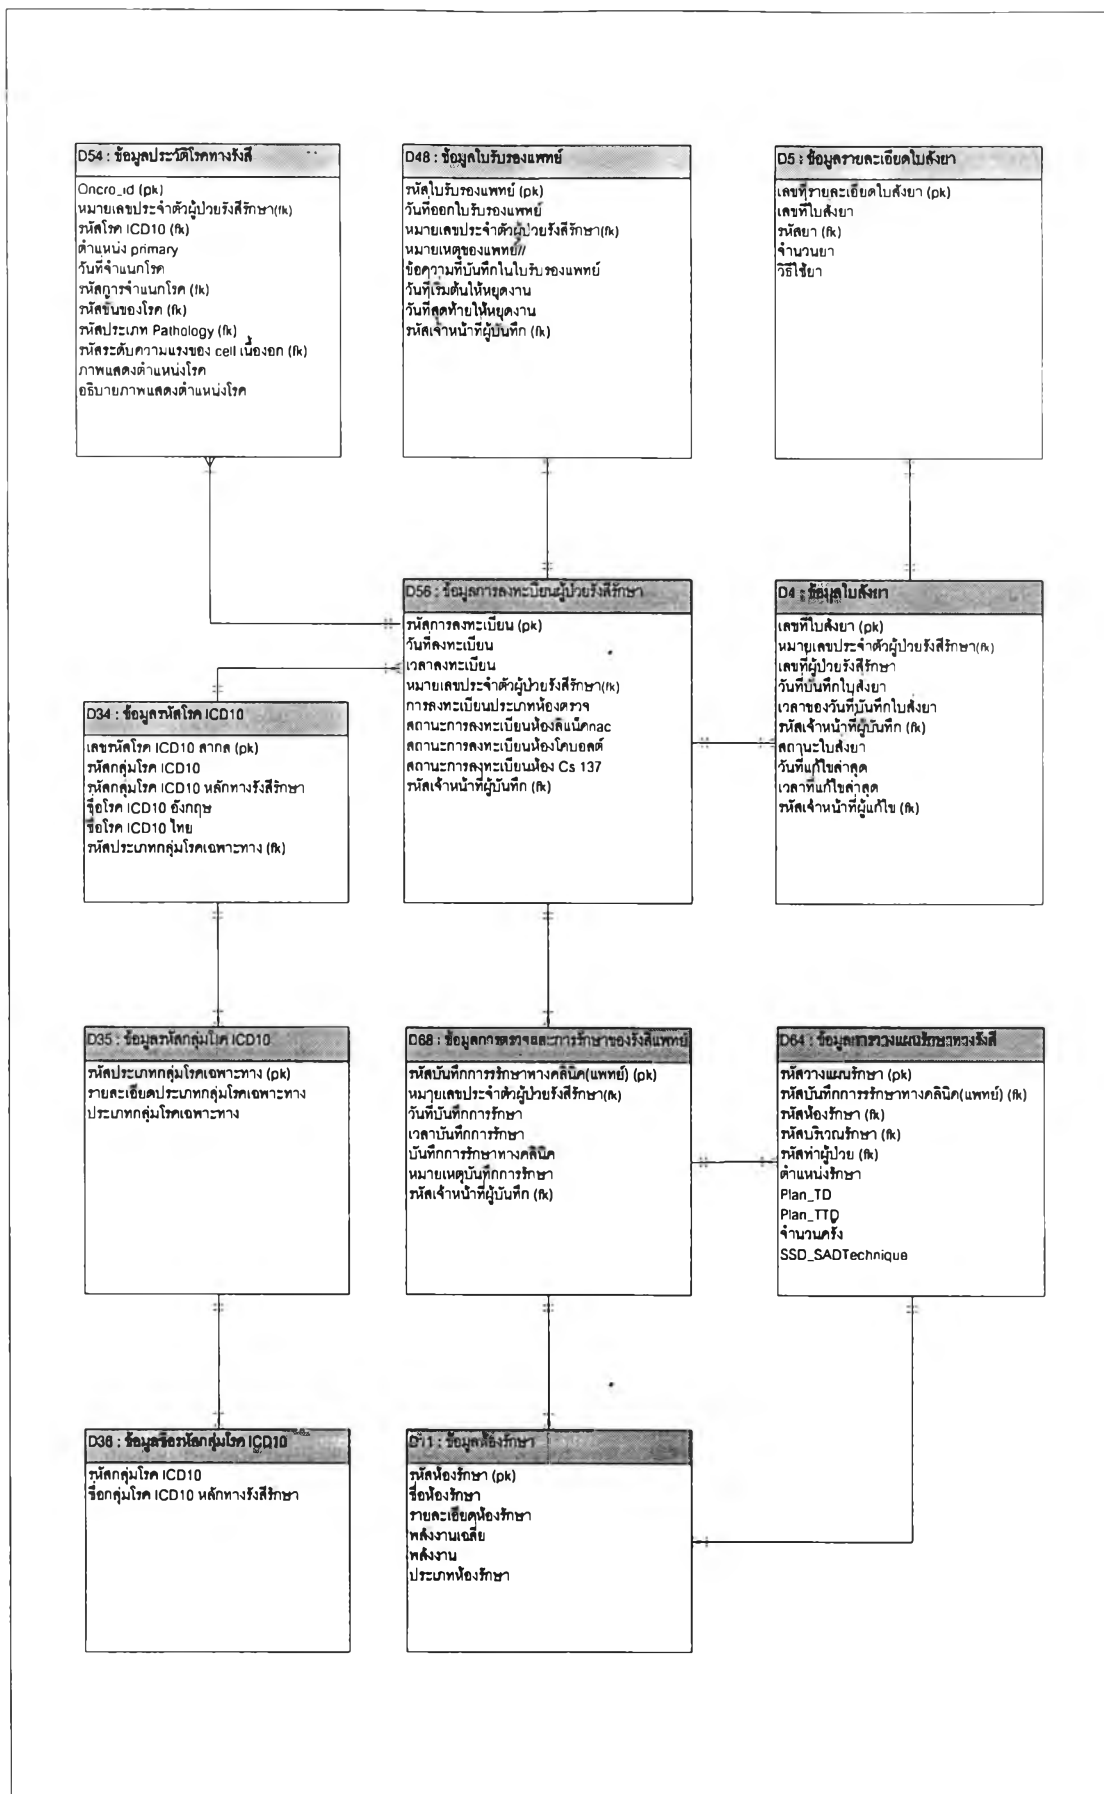 D54 : ข้อมูลประวัติโรคทางรังสี
Oncro_id (pk)
หมายเลขประจำตัวผู้ป่วยรังสีรักษา(fk)
รหัสโรค ICD10 (fk)
ตำแหน่ง primary
วันที่จำแนกโรค
รหัสการจำแนกโรค (fk)
รหัสขั้นของโรค (fk)
รหัสประเภท Pathology (fk)
รหัสระดับความแรงของ cell เนื้องอก (fk)
ภาพแสดงตำแหน่งโรค
อธิบายภาพแสดงตำแหน่งโรค
D48 : ข้อมูลใบรับรองแพทย์
รหัสใบรับรองแพทย์ (pk)
วันที่ออกใบรับรองแพทย์
หมายเลขประจำตัวผู้ป่วยรังสีรักษา(fk)
หมายเหตุของแพทย์//
ข้อความที่บันทึกในใบรับรองแพทย์
วันที่เริ่มต้นให้หยุดงาน
วันที่สุดท้ายให้หยุดงาน
รหัสเจ้าหน้าที่ผู้บันทึก (fk)
D5 : ข้อมูลรายละเอียดใบสั่งยา
เลขที่รายละเอียดใบสั่งยา (pk)
เลขที่ใบสั่งยา
รหัสยา (fk)
จำนวนยา
วิธีใช้ยา
D56 : ข้อมูลการลงทะเบียนผู้ป่วยรังสีรักษา
รหัสการลงทะเบียน (pk)
วันที่ลงทะเบียน
เวลาลงทะเบียน
หมายเลขประจำตัวผู้ป่วยรังสีรักษา(fk)
การลงทะเบียนประเภทห้องตรวจ
สถานะการลงทะเบียนห้องลิแน็คnac
สถานะการลงทะเบียนห้องโคบอลต์
สถานะการลงทะเบียนห้อง Cs 137
รหัสเจ้าหน้าที่ผู้บันทึก (fk)
D4 : ข้อมูลใบสั่งยา
เลขที่ใบสั่งยา (pk)
หมายเลขประจำตัวผู้ป่วยรังสีรักษา(fk)
เลขที่ผู้ป่วยรังสีรักษา
วันที่บันทึกใบสั่งยา
เวลาของวันที่บันทึกใบสั่งยา
รหัสเจ้าหน้าที่ผู้บันทึก (fk)
สถานะใบสั่งยา
วันที่แก้ไขล่าสุด
เวลาที่แก้ไขล่าสุด
รหัสเจ้าหน้าที่ผู้แก้ไข (fk)
D34 : ข้อมูลรหัสโรค ICD10
เลขรหัสโรค ICD10 สากล (pk)
รหัสกลุ่มโรค ICD10
รหัสกลุ่มโรค ICD10 หลักทางรังสีรักษา
ชื่อโรค ICD10 อังกฤษ
ชื่อโรค ICD10 ไทย
รหัสประเภทกลุ่มโรคเฉพาะทาง (fk)
D35 : ข้อมูลรหัสกลุ่มโรค ICD10
รหัสประเภทกลุ่มโรคเฉพาะทาง (pk)
รายละเอียดประเภทกลุ่มโรคเฉพาะทาง
ประเภทกลุ่มโรคเฉพาะทาง
D68 : ข้อมูลการตรวจและการรักษาของรังสีแพทย์
รหัสบันทึกการรักษาทางคลินิค(แพทย์) (pk)
หมายเลขประจำตัวผู้ป่วยรังสีรักษา(fk)
วันที่บันทึกการรักษา
เวลาบันทึกการรักษา
บันทึกการรักษาทางคลินิค
หมายเหตุบันทึกการรักษา
รหัสเจ้าหน้าที่ผู้บันทึก (fk)
D64 : ข้อมูลการวางแผนรักษาทางรังสี
รหัสวางแผนรักษา (pk)
รหัสบันทึกการรักษาทางคลินิค(แพทย์) (fk)
รหัสห้องรักษา (fk)
รหัสบริเวณรักษา (fk)
รหัสท่าผู้ป่วย (fk)
ตำแหน่งรักษา
Plan_TD
Plan_TTD
จำนวนครั้ง
SSD_SADTechnique
D36 : ข้อมูลชื่อรหัสกลุ่มโรค ICD10
รหัสกลุ่มโรค ICD10
ชื่อกลุ่มโรค ICD10 หลักทางรังสีรักษา
D11 : ข้อมูลห้องรักษา
รหัสห้องรักษา (pk)
ชื่อห้องรักษา
รายละเอียดห้องรักษา
พลังงานเฉลี่ย
พลังงาน
ประเภทห้องรักษา